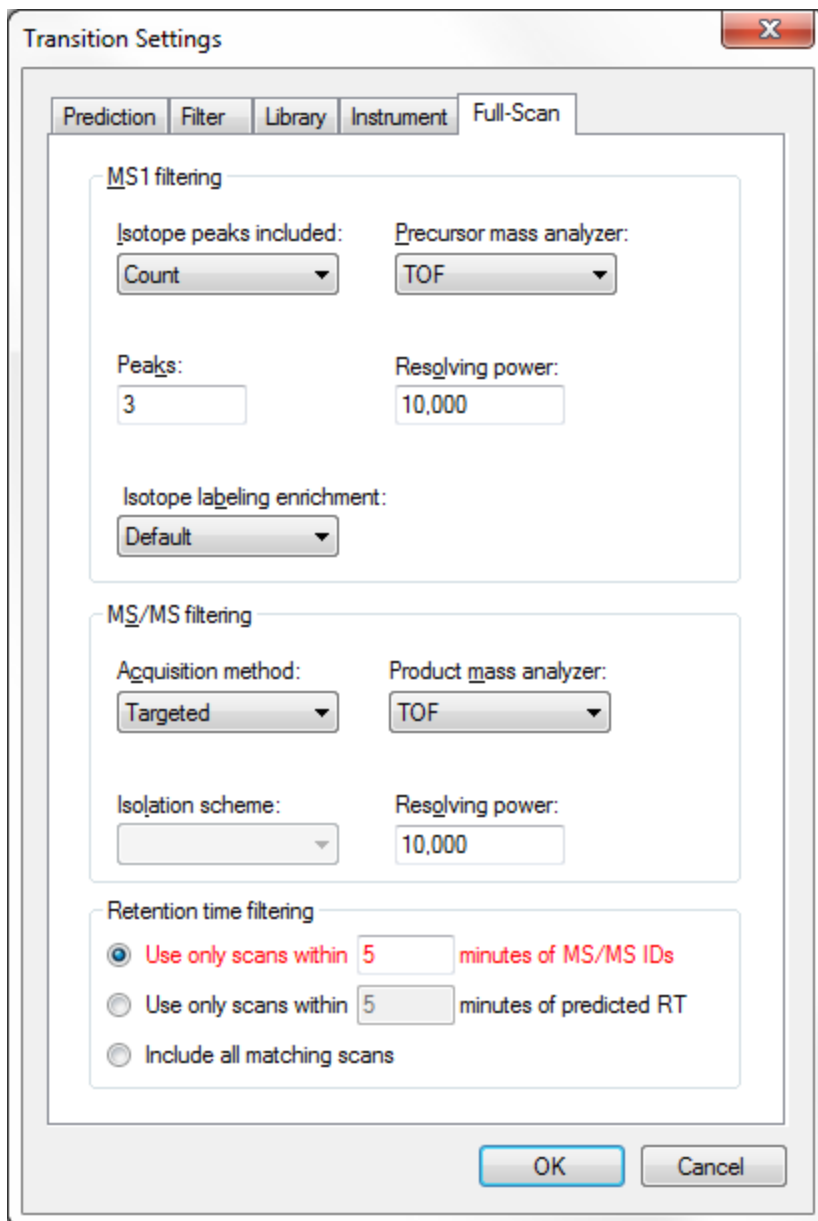 Transition Settings
Prediction Filter Library Instrument Full-Scan
MS1 filtering
Isotope peaks included: Precursor mass analyzer:
Count TOF
Peaks: Resolving power:
3 10,000
Isotope labeling enrichment:
Default
MS/MS filtering
Acquisition method: Product mass analyzer:
Targeted TOF
Isolation scheme: Resolving power:
10,000
Retention time filtering
Use only scans within 5 minutes of MS/MS IDs
Use only scans within 5 minutes of predicted RT
Include all matching scans
OK Cancel